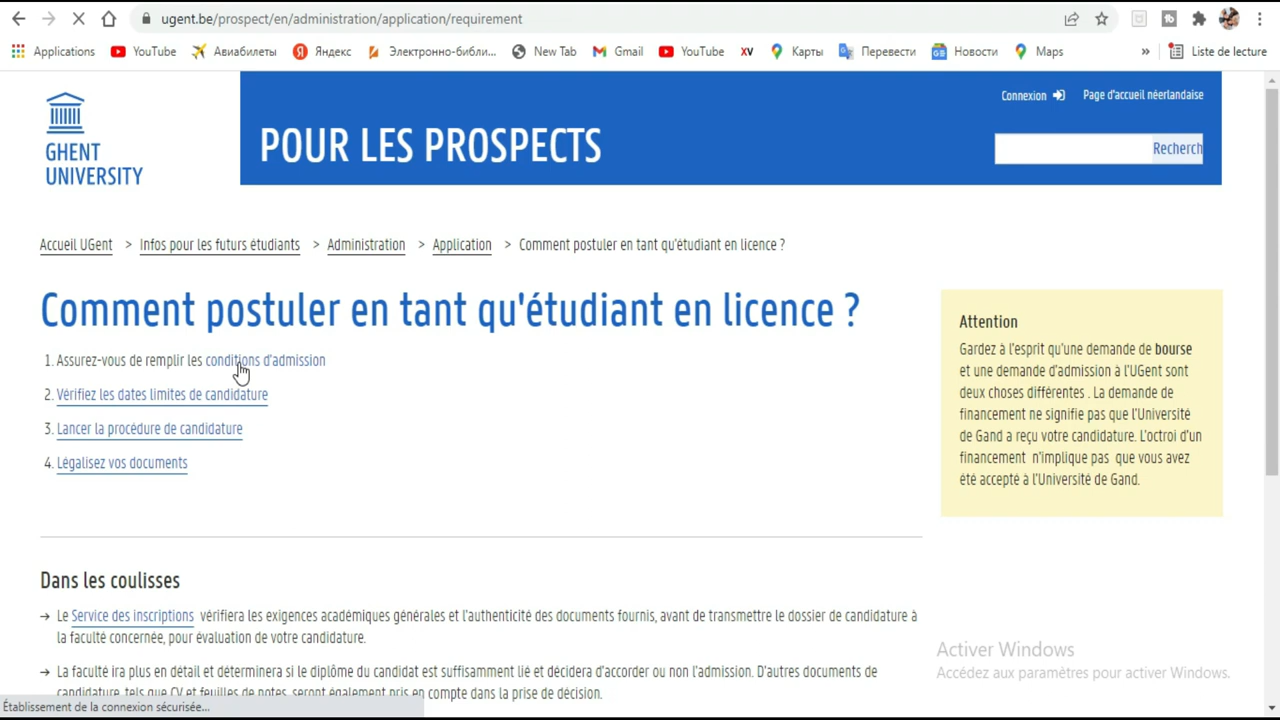 ugent.be/prospect/en/administration/application/requirement
Applications YouTube Авиабилеты Яндекс Электронно-библи... New Tab Gmail YouTube XV Карты Перевести Новости Maps » Liste de lecture
Connexion Page d'accueil néerlandaise
GHENT UNIVERSITY
POUR LES PROSPECTS
Recherch
Accueil UGent > Infos pour les futurs étudiants > Administration > Application > Comment postuler en tant qu'étudiant en licence ?
Comment postuler en tant qu'étudiant en licence ?
1. Assurez-vous de remplir les conditions d'admission
2. Vérifiez les dates limites de candidature
3. Lancer la procédure de candidature
4. Légalisez vos documents
Attention
Gardez à l'esprit qu'une demande de bourse
et une demande d'admission à l'UGent sont
deux choses différentes . La demande de
financement ne signifie pas que l'Université
de Gand a reçu votre candidature. L'octroi d'un
financement n'implique pas que vous avez
été accepté à l'Université de Gand.
Dans les coulisses
→ Le Service des inscriptions vérifiera les exigences académiques générales et l'authenticité des documents fournis, avant de transmettre le dossier de candidature à
la faculté concernée, pour évaluation de votre candidature.
→ La faculté ira plus en détail et déterminera si le diplôme du candidat est suffisamment lié et décidera d'accorder ou non l'admission. D'autres documents de
candidature, tels que CV et feuilles de notes, seront également pris en compte dans la prise de décision.
Activer Windows
Accédez aux paramètres pour activer Windows.
Établissement de la connexion sécurisée...